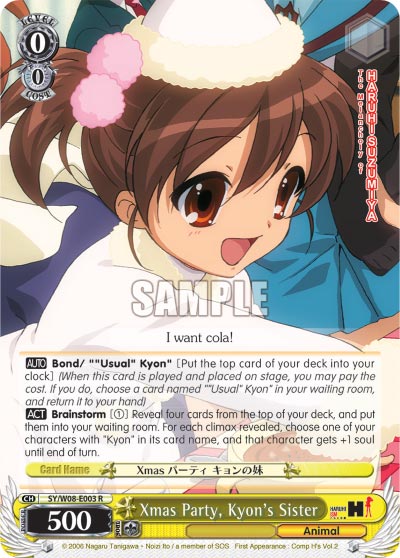 LEVEL
0
0
COST
The Melancholy of
HARUHI SUZUMIYA
SAMPLE
I want cola!
AUTO Bond/ ""Usual" Kyon" [Put the top card of your deck into your
clock] (When this card is played and placed on stage, you may pay the
cost. If you do, choose a card named ""Usual" Kyon" in your waiting room,
and return it to your hand)
ACT Brainstorm [①] Reveal four cards from the top of your deck, and put
them into your waiting room. For each climax revealed, choose one of your
characters with "Kyon" in its card name, and that character gets +1 soul
until end of turn.
Card Name
Xmas パーティ キョンの妹
CH SY/W08-E003 R
500
Xmas Party, Kyon's Sister
HARUHI
H
Animal
© 2006 Nagaru Tanigawa • Noizi Ito / a member of SOS First Appearance: Comp H's Vol.2